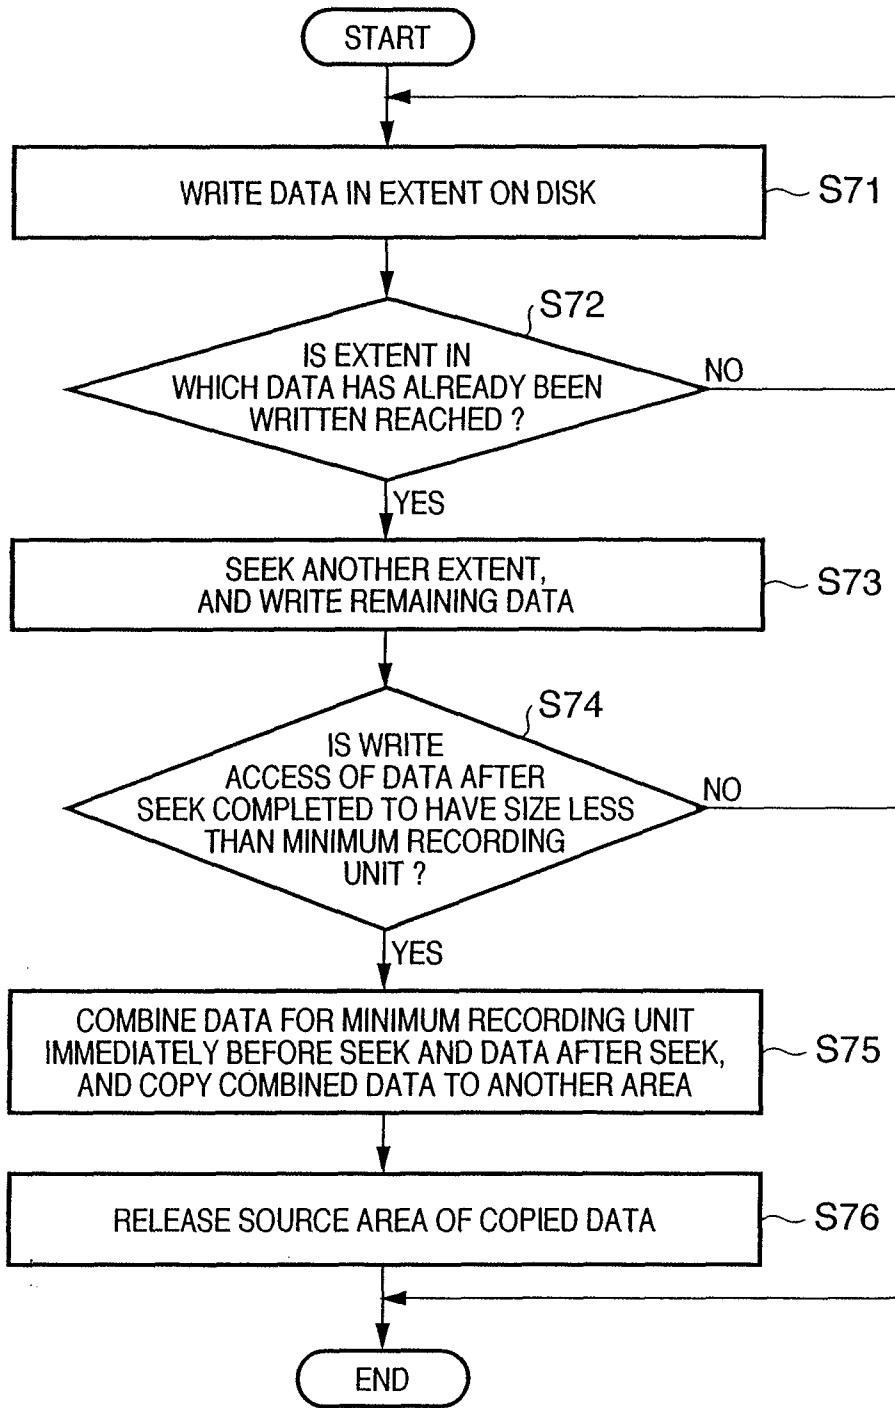 START
WRITE DATA IN EXTENT ON DISK
S71
S72
IS EXTENT IN
WHICH DATA HAS ALREADY BEEN
WRITTEN REACHED ?
NO
YES
SEEK ANOTHER EXTENT,
AND WRITE REMAINING DATA
S73
S74
IS WRITE
ACCESS OF DATA AFTER
SEEK COMPLETED TO HAVE SIZE LESS
THAN MINIMUM RECORDING
UNIT ?
NO
YES
COMBINE DATA FOR MINIMUM RECORDING UNIT
IMMEDIATELY BEFORE SEEK AND DATA AFTER SEEK,
AND COPY COMBINED DATA TO ANOTHER AREA
S75
RELEASE SOURCE AREA OF COPIED DATA
S76
END